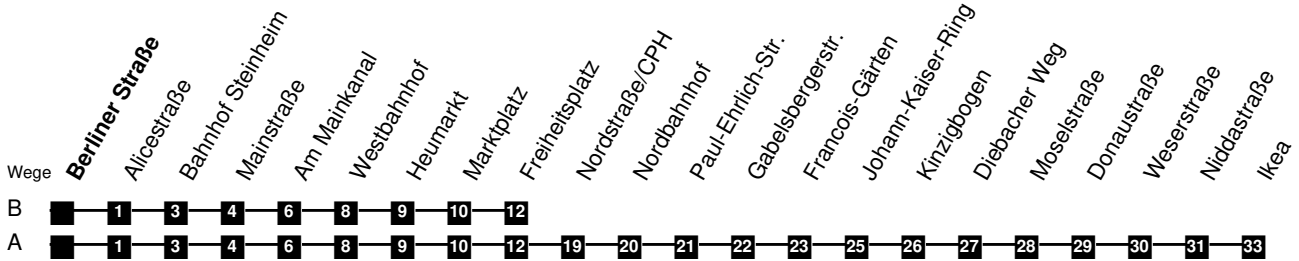 Wege
Berliner Straße
Alicestraße
Bahnhof Steinheim
Mainstraße
Am Mainkanal
Westbahnhof
Heumarkt
Marktplatz
Freiheitsplatz
Nordstraße/CPH
Nordbahnhof
Paul-Ehrlich-Str.
Gabelsbergerstr.
Francois-Gärten
Johann-Kaiser-Ring
Kinzigbogen
Diebacher Weg
Moselstraße
Donaustraße
Weserstraße
Niddastraße
Ikea
B 1 3 4 6 8 9 10 12
A 1 3 4 6 8 9 10 12 19 20 21 22 23 25 26 27 28 29 30 31 33